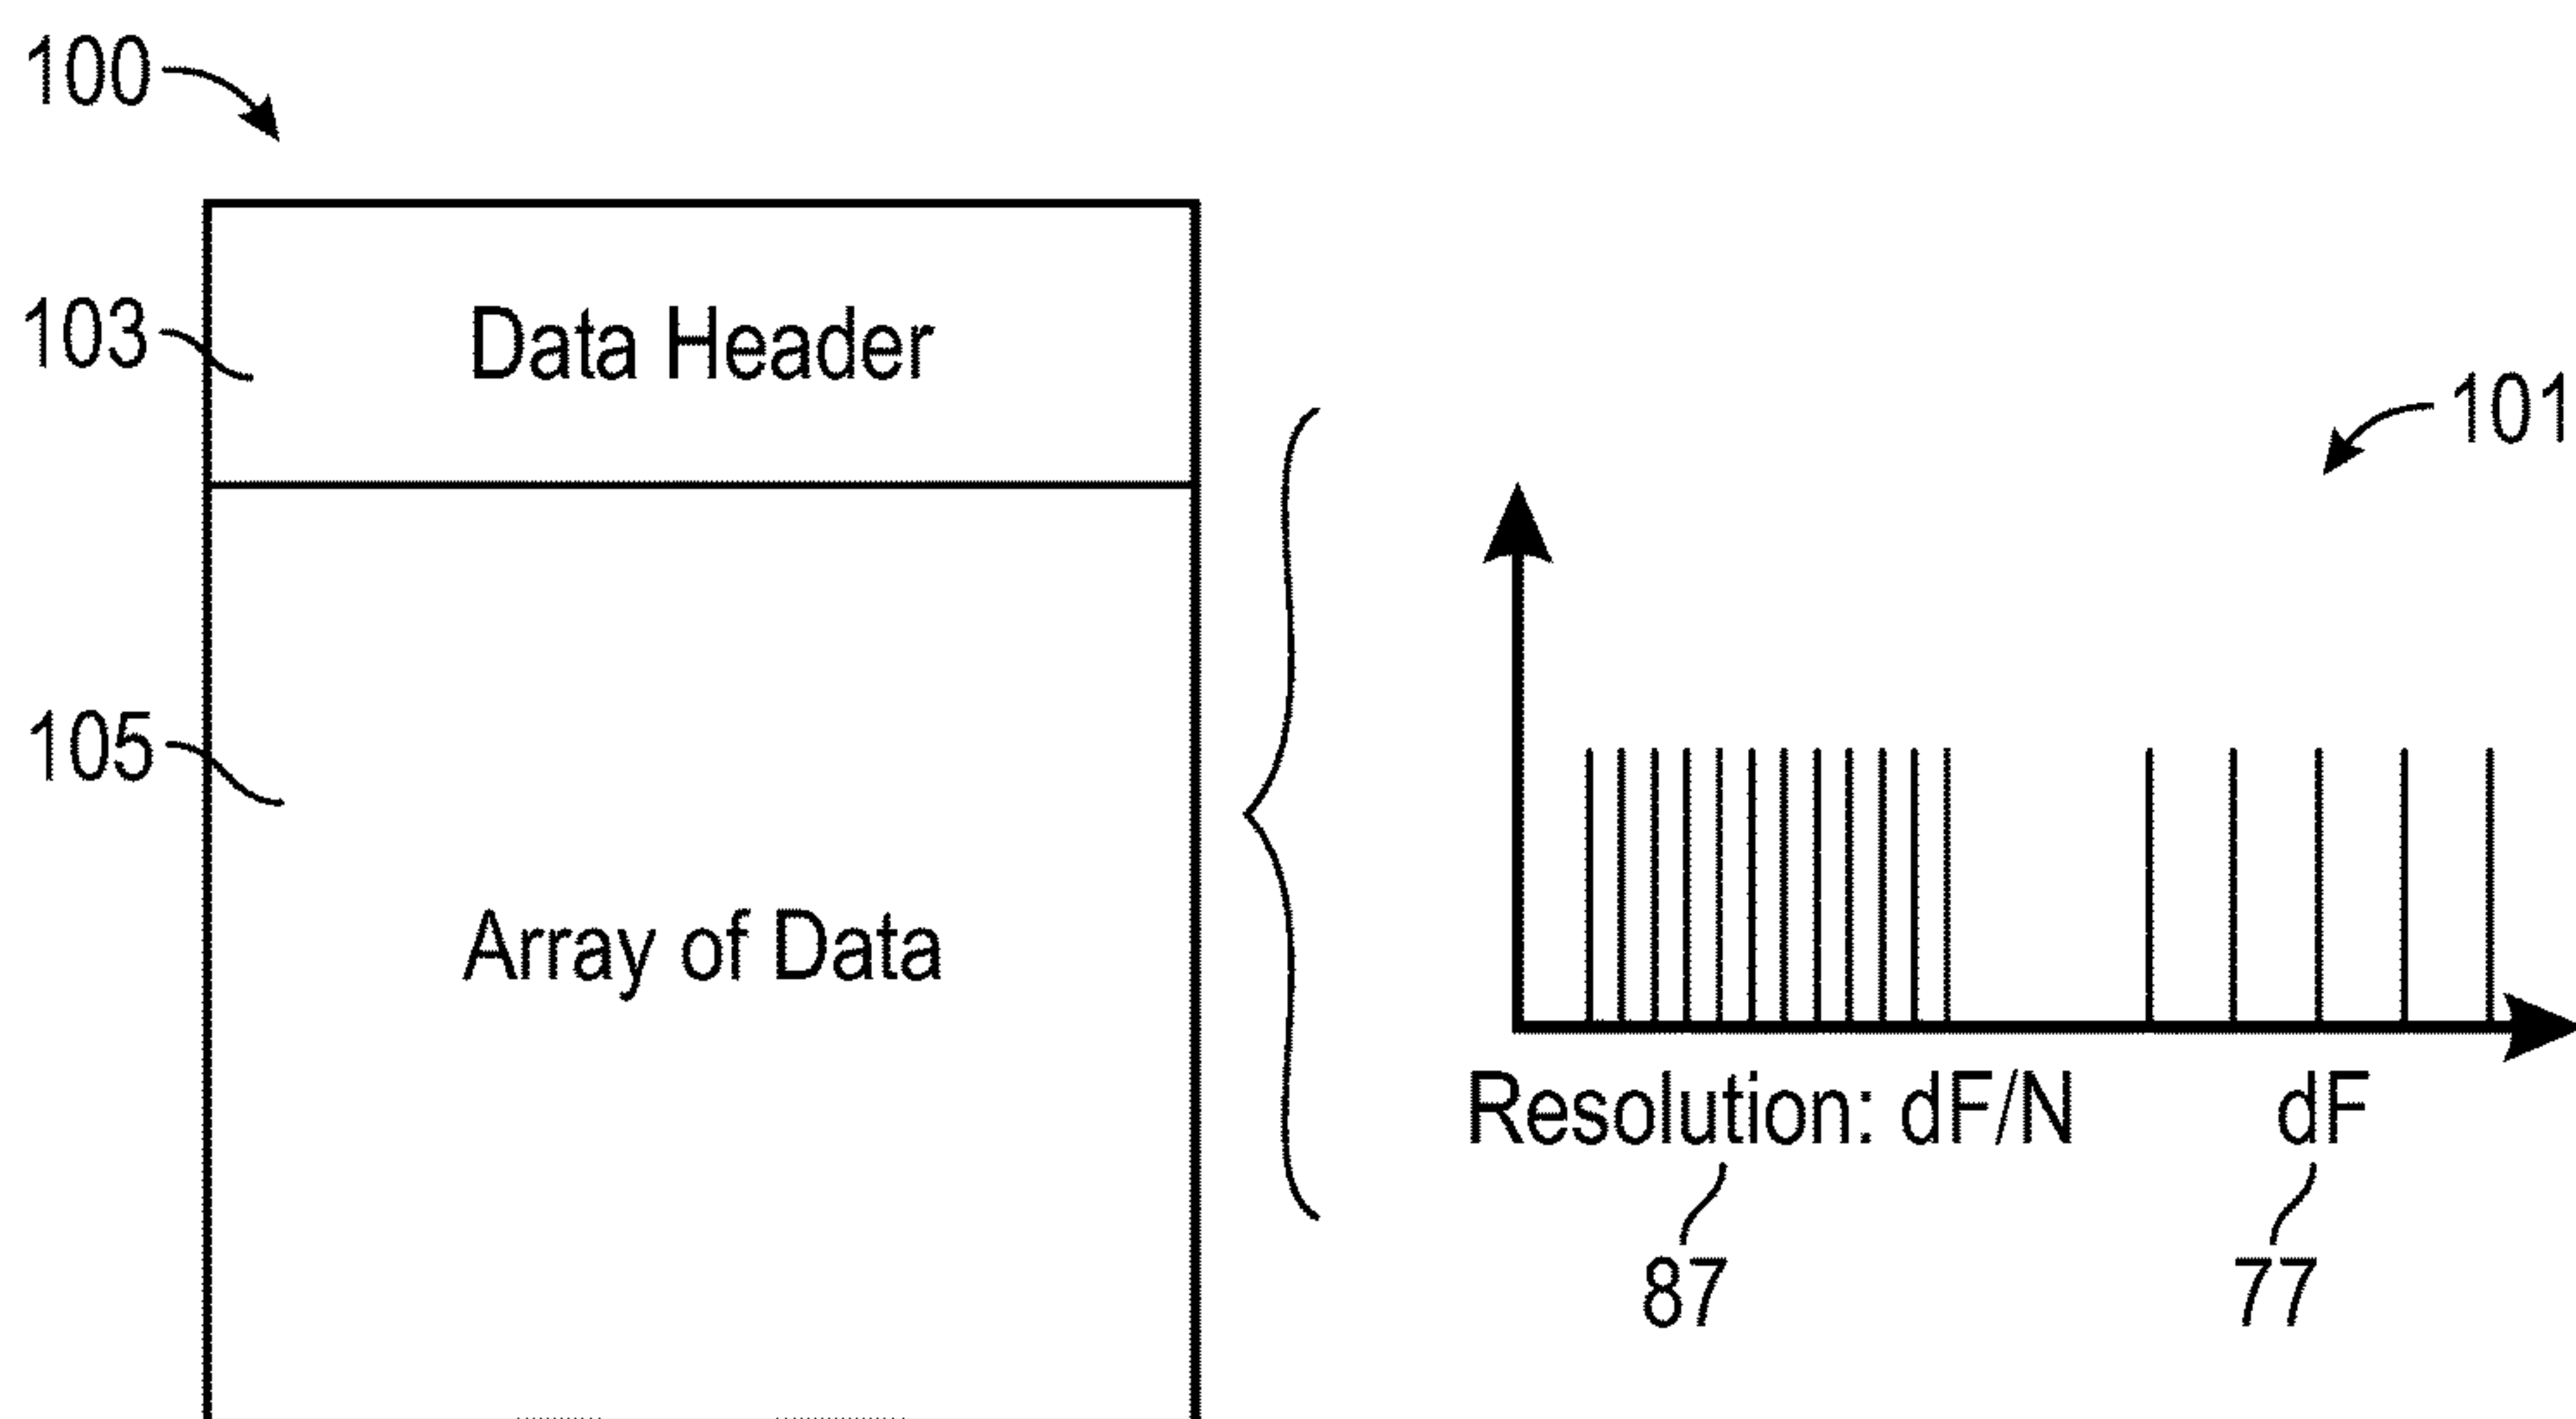 100
103
Data Header
101
105
Array of Data
Resolution: dF/N
dF
87
77